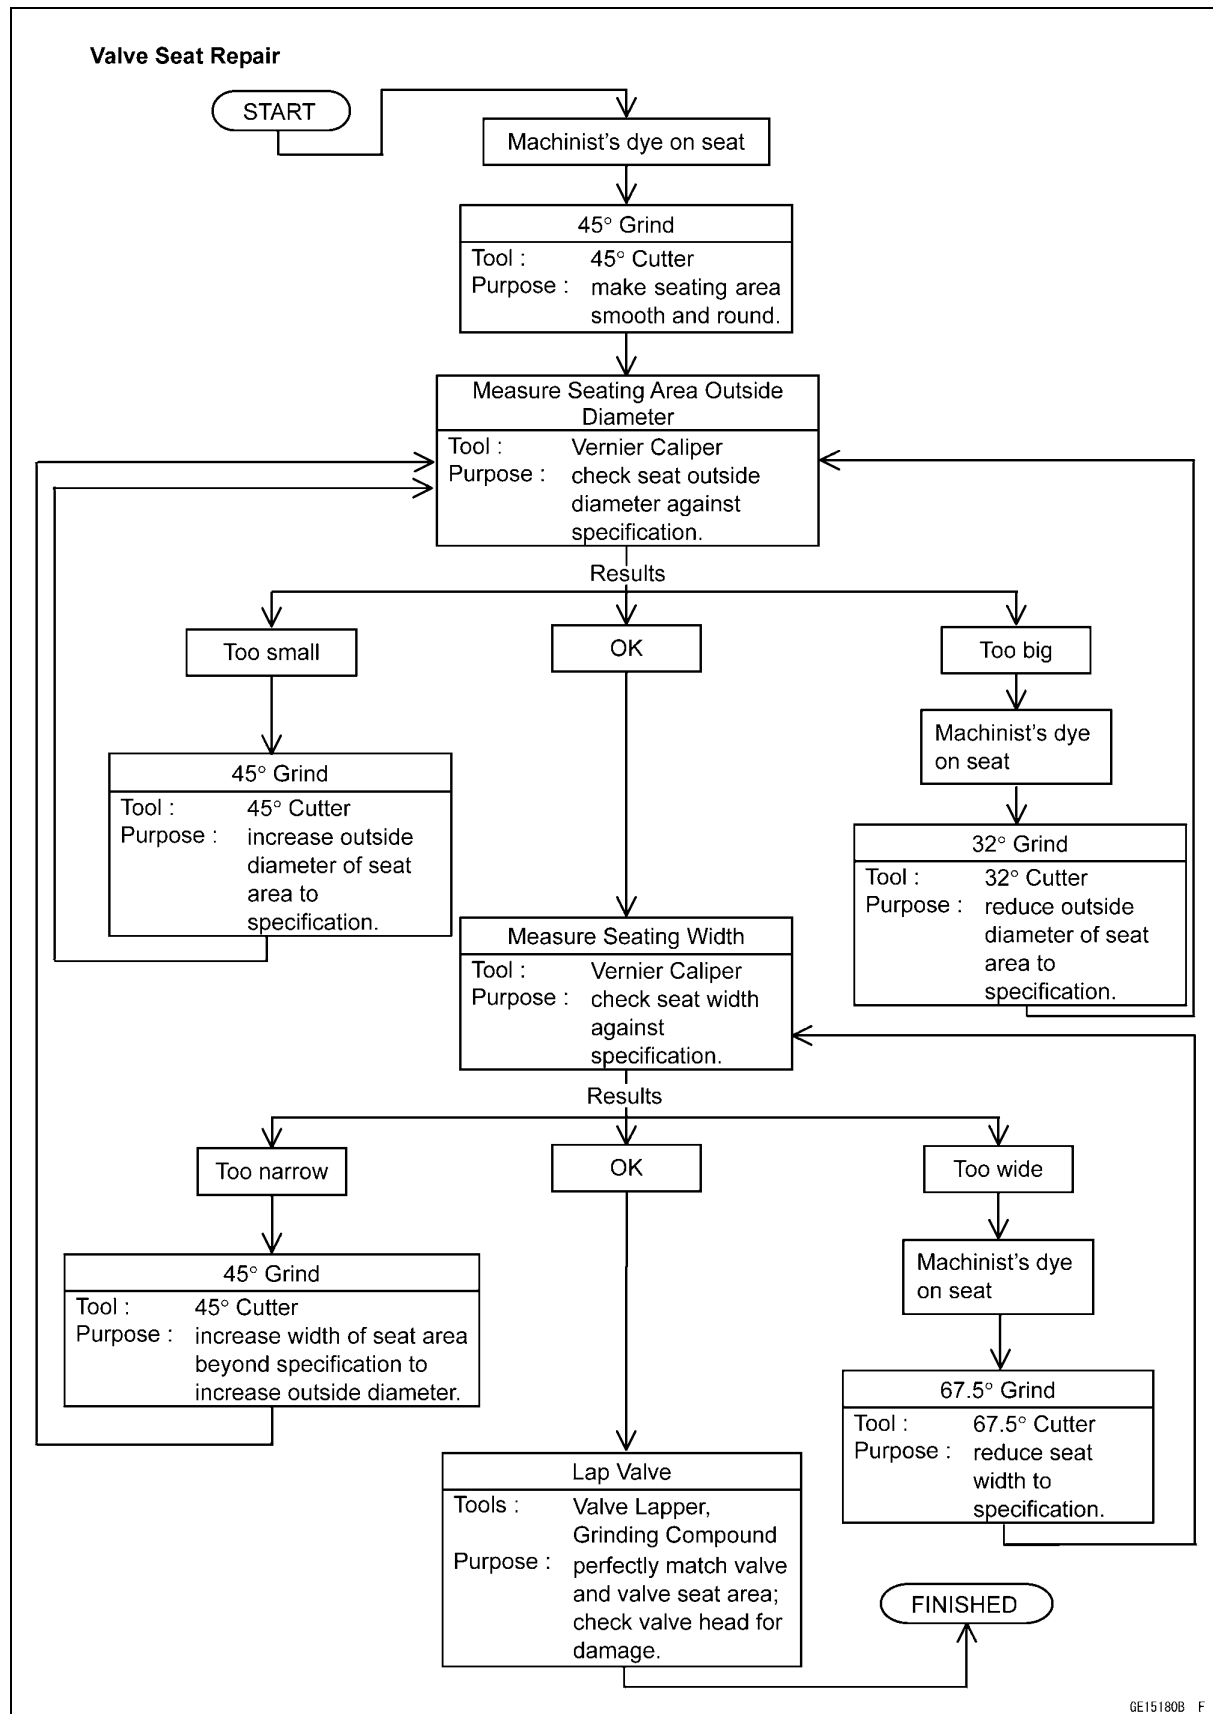 Valve Seat Repair
START
Machinist's dye on seat
45° Grind
Tool : 45° Cutter
Purpose : make seating area
smooth and round.
Measure Seating Area Outside
Diameter
Tool : Vernier Caliper
Purpose : check seat outside
diameter against
specification.
Results
Too small
OK
Too big
Machinist's dye
on seat
45° Grind
Tool : 45° Cutter
Purpose : increase outside
diameter of seat
area to
specification.
32° Grind
Tool : 32° Cutter
Purpose : reduce outside
diameter of seat
area to
specification.
Measure Seating Width
Tool : Vernier Caliper
Purpose : check seat width
against
specification.
Results
Too narrow
OK
Too wide
Machinist's dye
on seat
45° Grind
Tool : 45° Cutter
Purpose : increase width of seat area
beyond specification to
increase outside diameter.
67.5° Grind
Tool : 67.5° Cutter
Purpose : reduce seat
width to
specification.
Lap Valve
Tools : Valve Lapper,
Grinding Compound
Purpose : perfectly match valve
and valve seat area;
check valve head for
damage.
FINISHED
GE15180B F